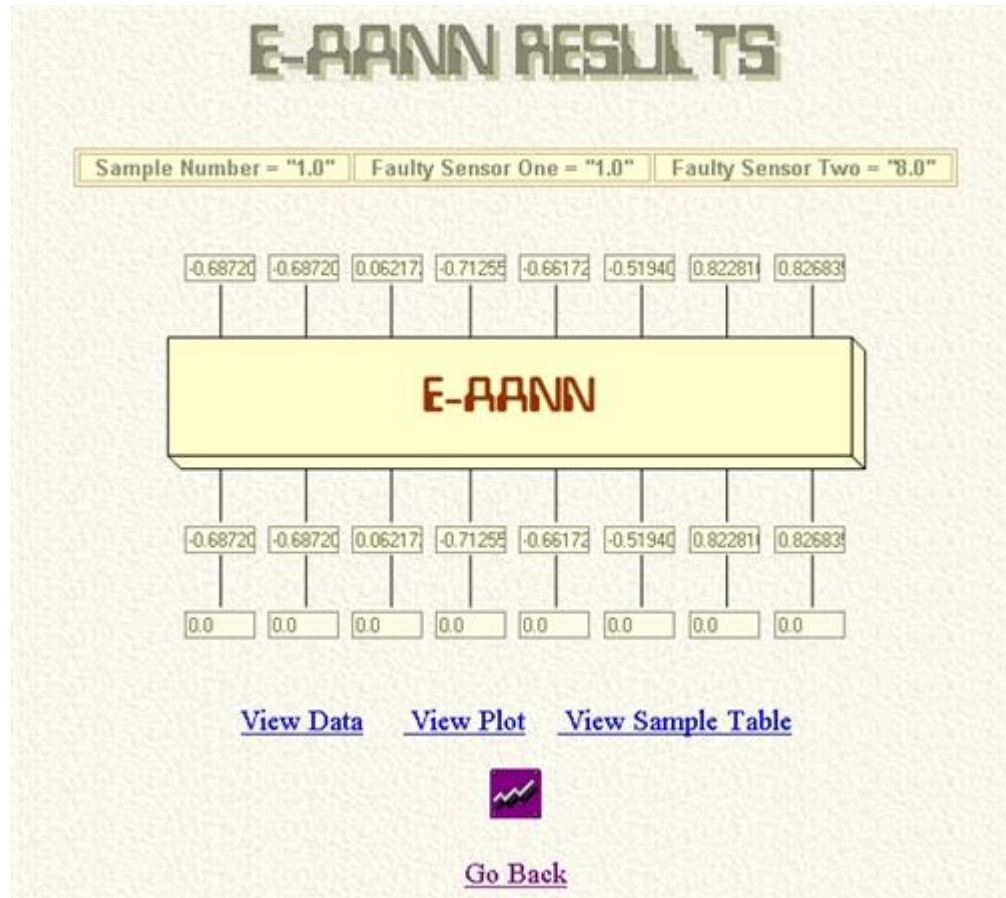 E-AANN RESULTS
Sample Number = "1.0" Faulty Sensor One = "1.0" Faulty Sensor Two = "8.0"
-0.68720 -0.68720 0.06217 -0.71255 -0.66172 -0.51940 0.82281 0.82683
E-AANN
-0.68720 -0.68720 0.06217 -0.71255 -0.66172 -0.51940 0.82281 0.82683
0.0 0.0 0.0 0.0 0.0 0.0 0.0 0.0
View Data View Plot View Sample Table
Go Back